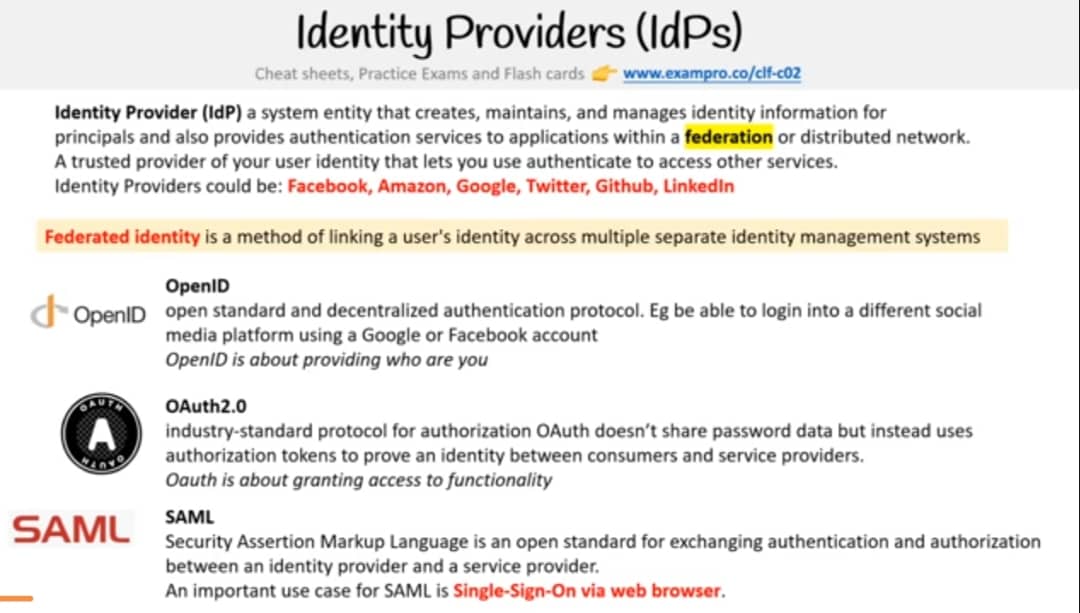 Identity Providers (IdPs)
Cheat sheets, Practice Exams and Flash cards 👉 www.exampro.co/clf-c02
Identity Provider (IdP) a system entity that creates, maintains, and manages identity information for
principals and also provides authentication services to applications within a federation or distributed network.
A trusted provider of your user identity that lets you use authenticate to access other services.
Identity Providers could be: Facebook, Amazon, Google, Twitter, Github, LinkedIn
Federated identity is a method of linking a user's identity across multiple separate identity management systems
OpenID
OpenID
open standard and decentralized authentication protocol. Eg be able to login into a different social
media platform using a Google or Facebook account
OpenID is about providing who are you
OAUTH
A
OAUTH
OAuth2.0
industry-standard protocol for authorization OAuth doesn’t share password data but instead uses
authorization tokens to prove an identity between consumers and service providers.
Oauth is about granting access to functionality
SAML
SAML
Security Assertion Markup Language is an open standard for exchanging authentication and authorization
between an identity provider and a service provider.
An important use case for SAML is Single-Sign-On via web browser.